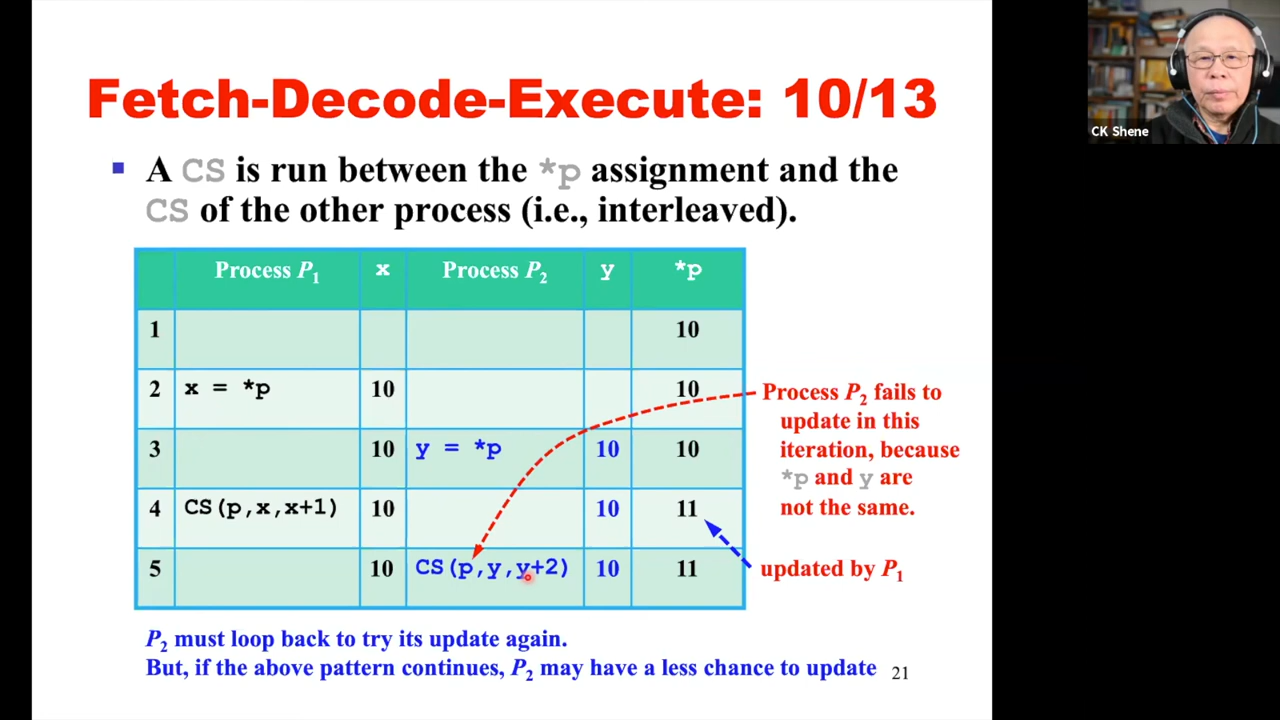 Fetch-Decode-Execute: 10/13
CK Shene
A CS is run between the *p assignment and the
CS of the other process (i.e., interleaved).
Process P1 x Process P2 y *p
1 10
2 x = *p 10 10
3 10 y = *p 10 10
4 CS(p,x,x+1) 10 10 11
5 10 CS(p,y,y+2) 10 11
Process P2 fails to
update in this
iteration, because
*p and y are
not the same.
updated by P1
P2 must loop back to try its update again.
But, if the above pattern continues, P2 may have a less chance to update
21